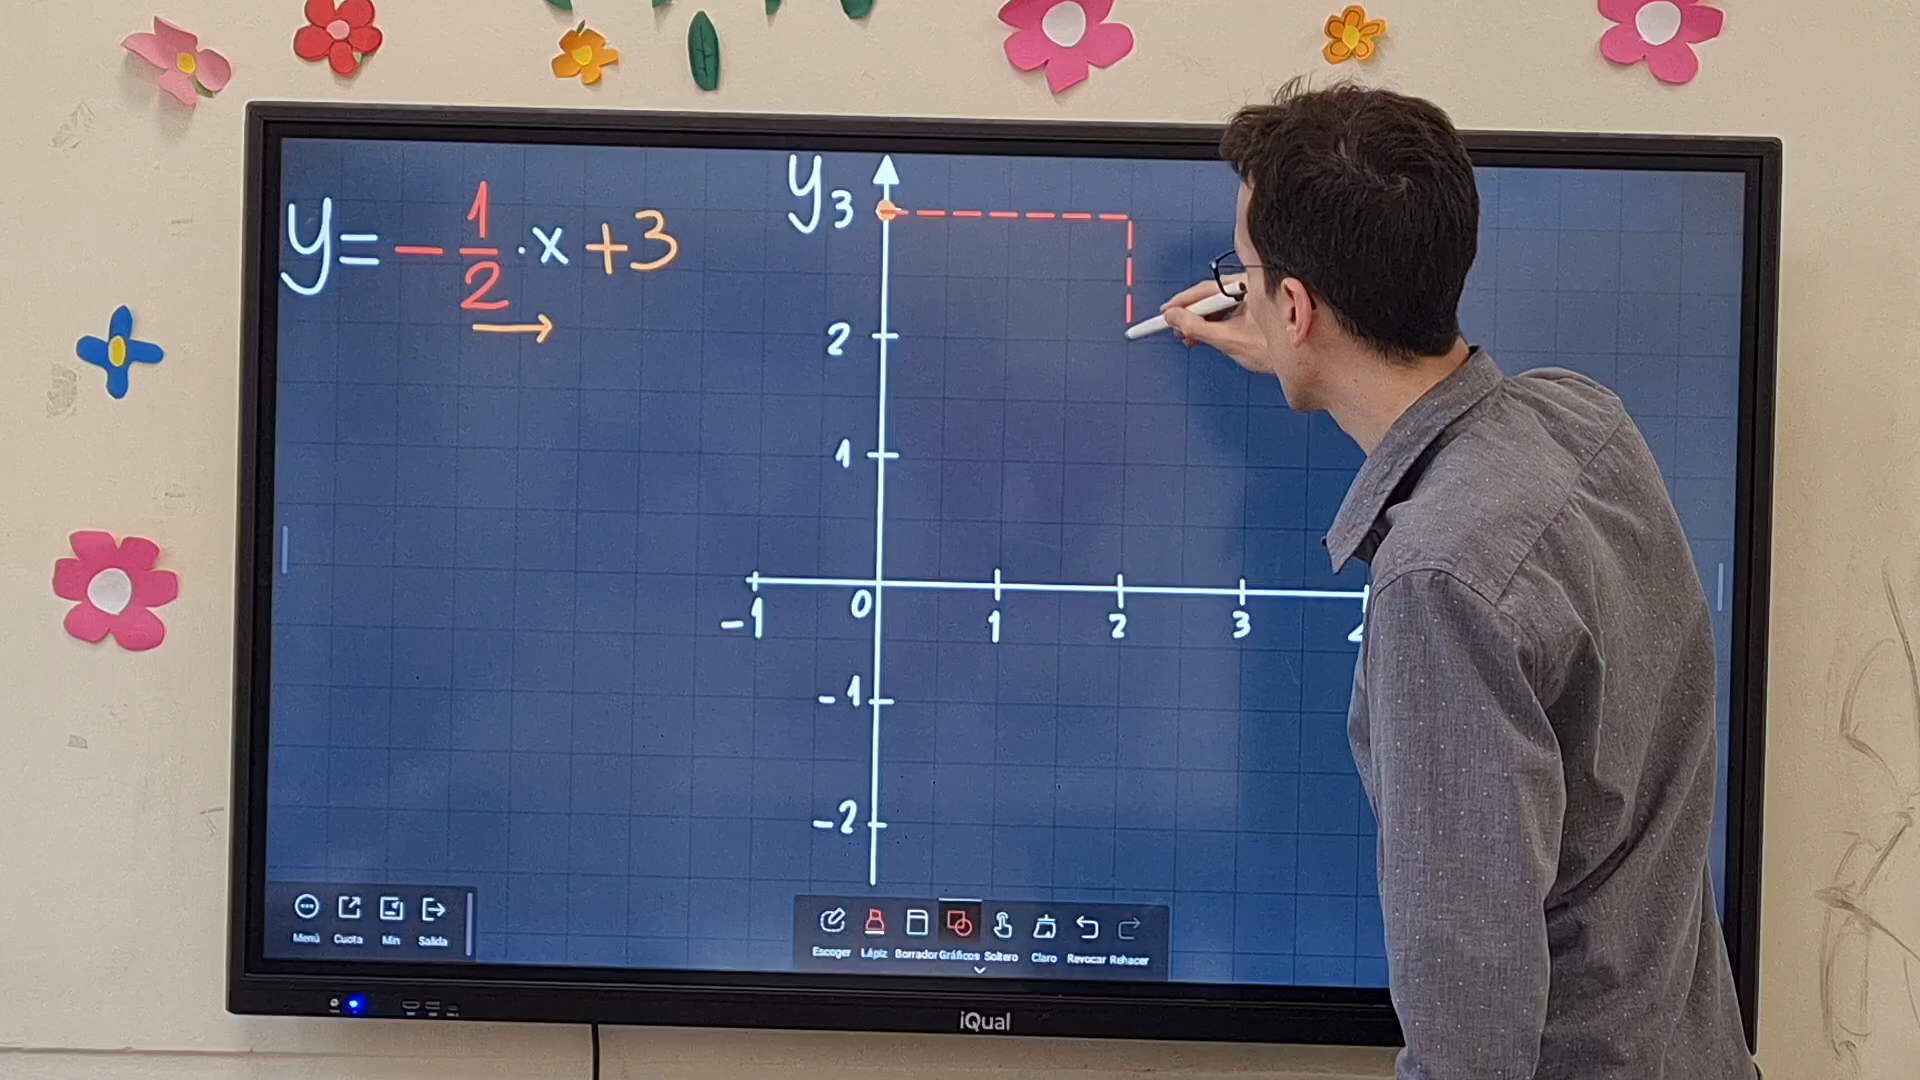 y = - 1/2 · x + 3
y
3
2
1
-1 0 1 2 3
-1
-2
Menú Cuota Min Salida
Escoger Lápiz Borrador Gráficos Soltero Claro Revocar Rehacer
iQual